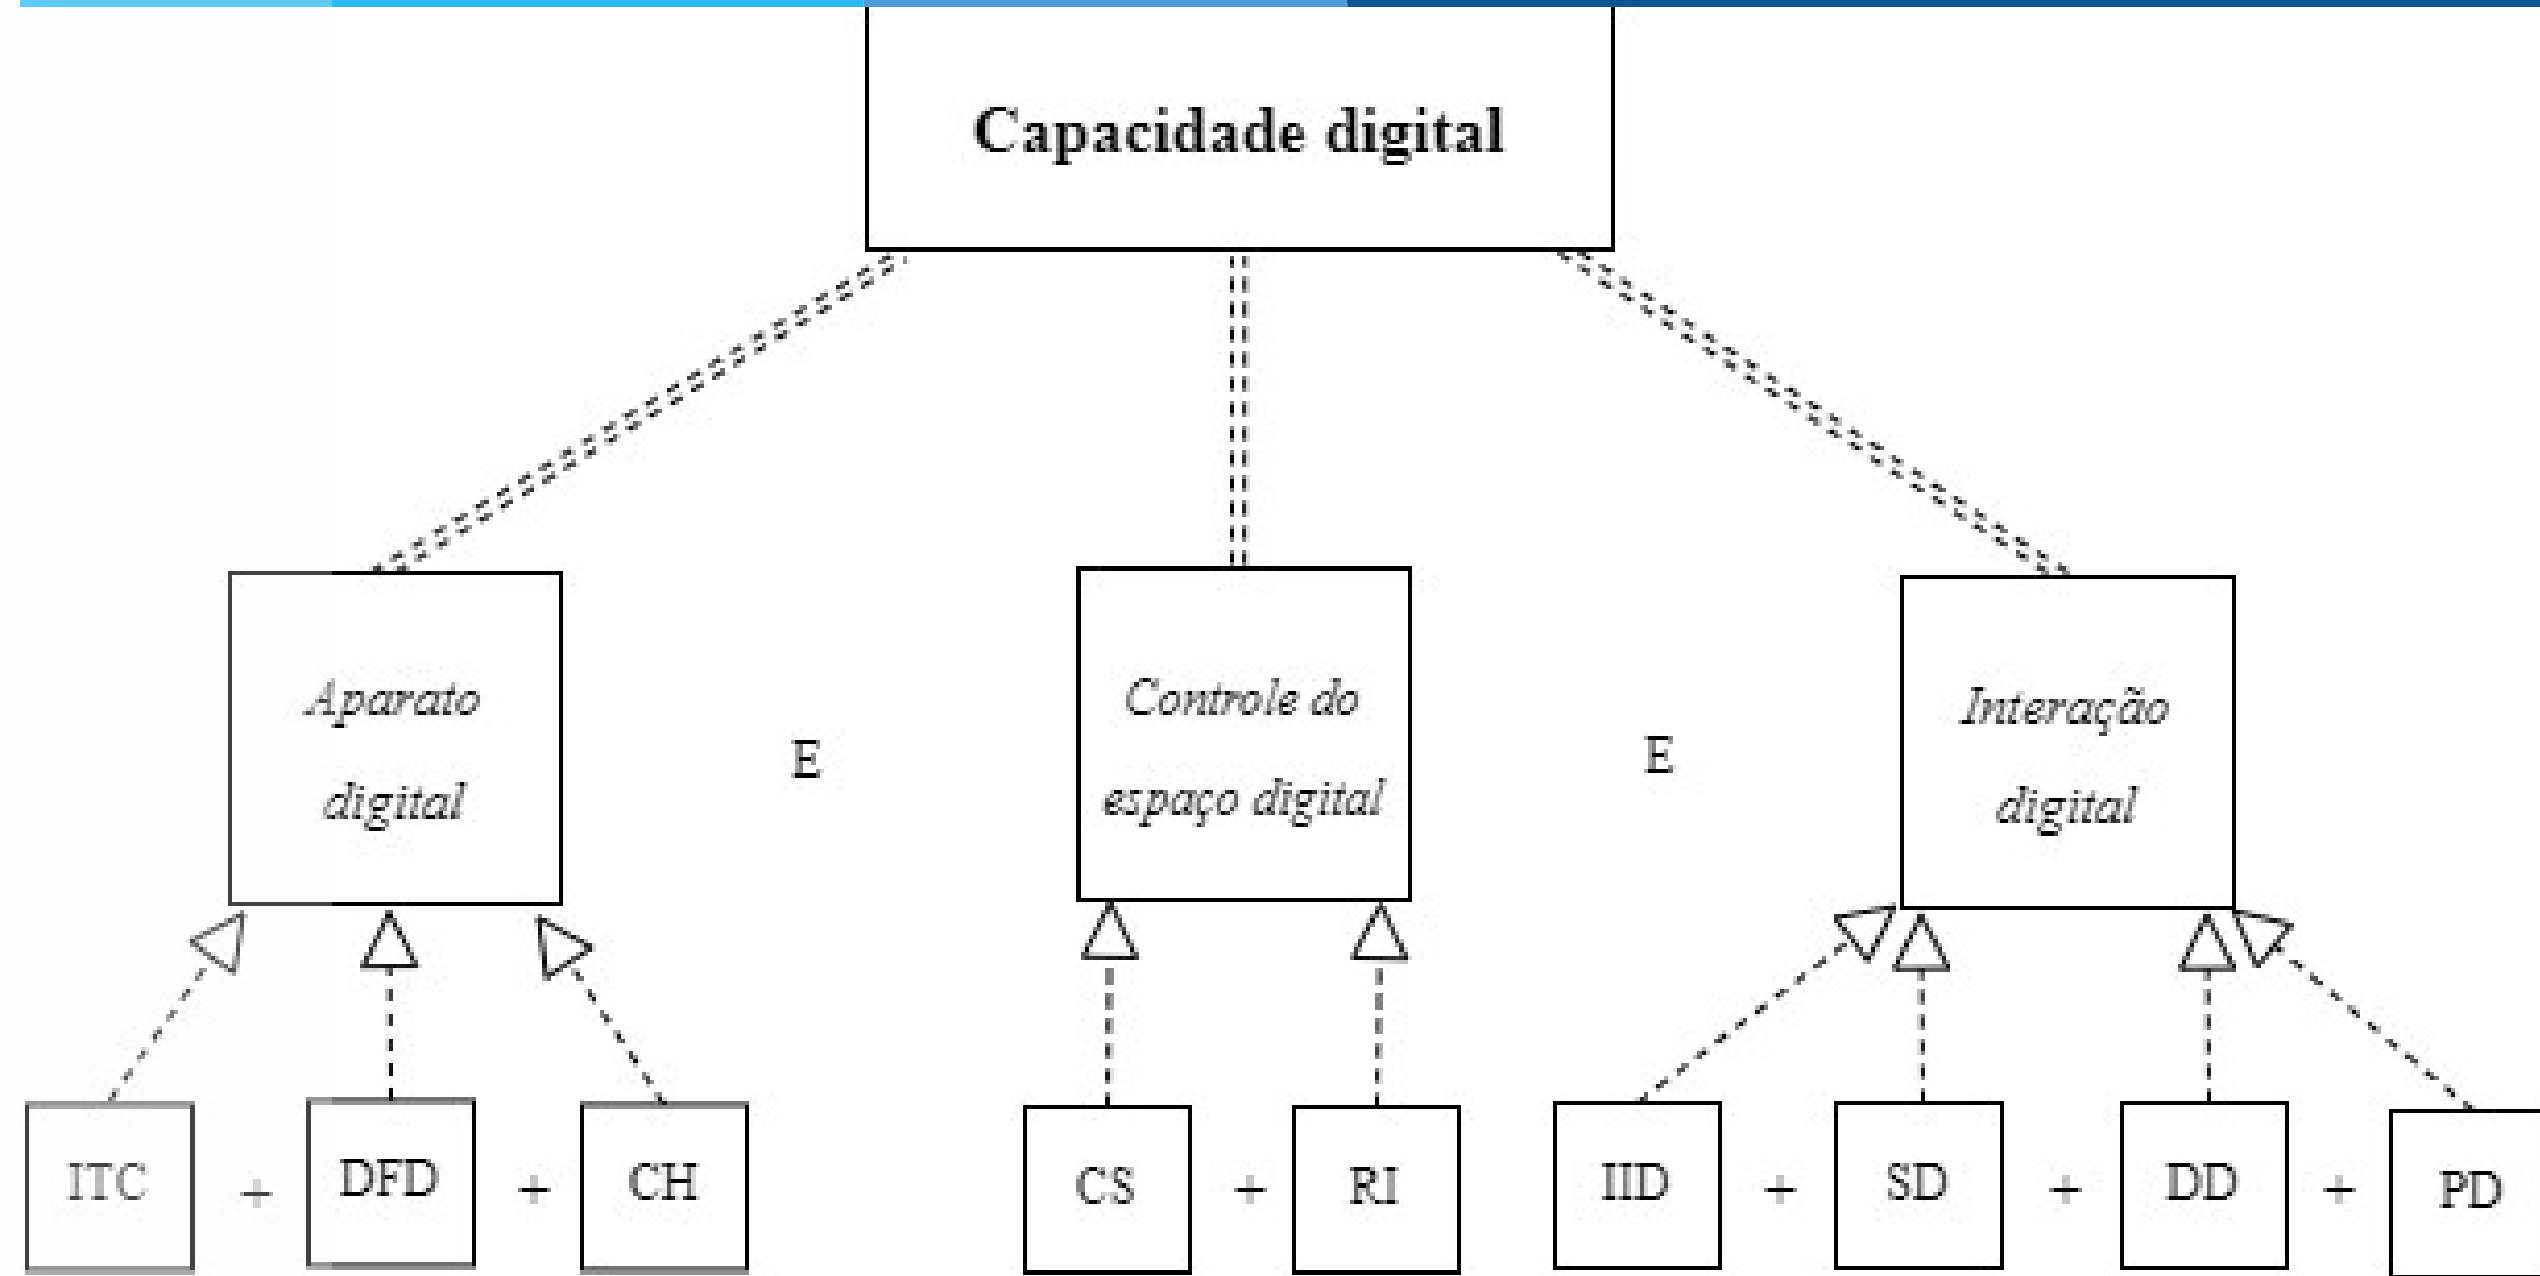 Capacidade digital
Aparato
digital
E
Controle do
espaço digital
E
Interação
digital
ITC + DFD + CH
CS + RI
IID + SD + DD + PD